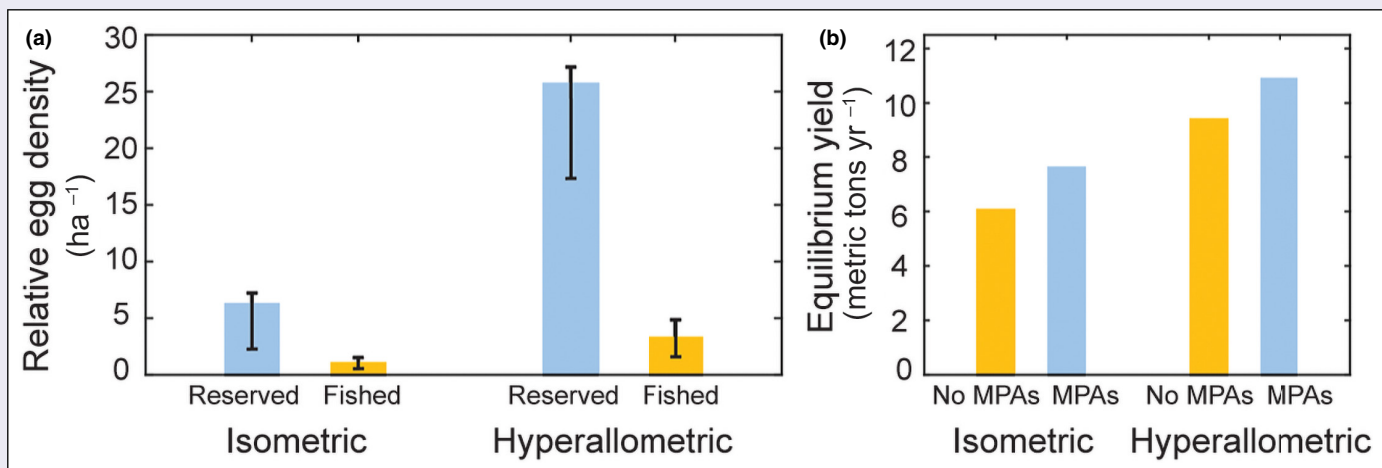 (a)
Relative egg density
(ha ⁻¹)
30
25
20
15
10
5
0
Reserved Fished Reserved Fished
Isometric Hyperallometric
(b)
Equilibrium yield
(metric tons yr ⁻¹)
12
10
8
6
4
2
0
No MPAs MPAs No MPAs MPAs
Isometric Hyperallometric